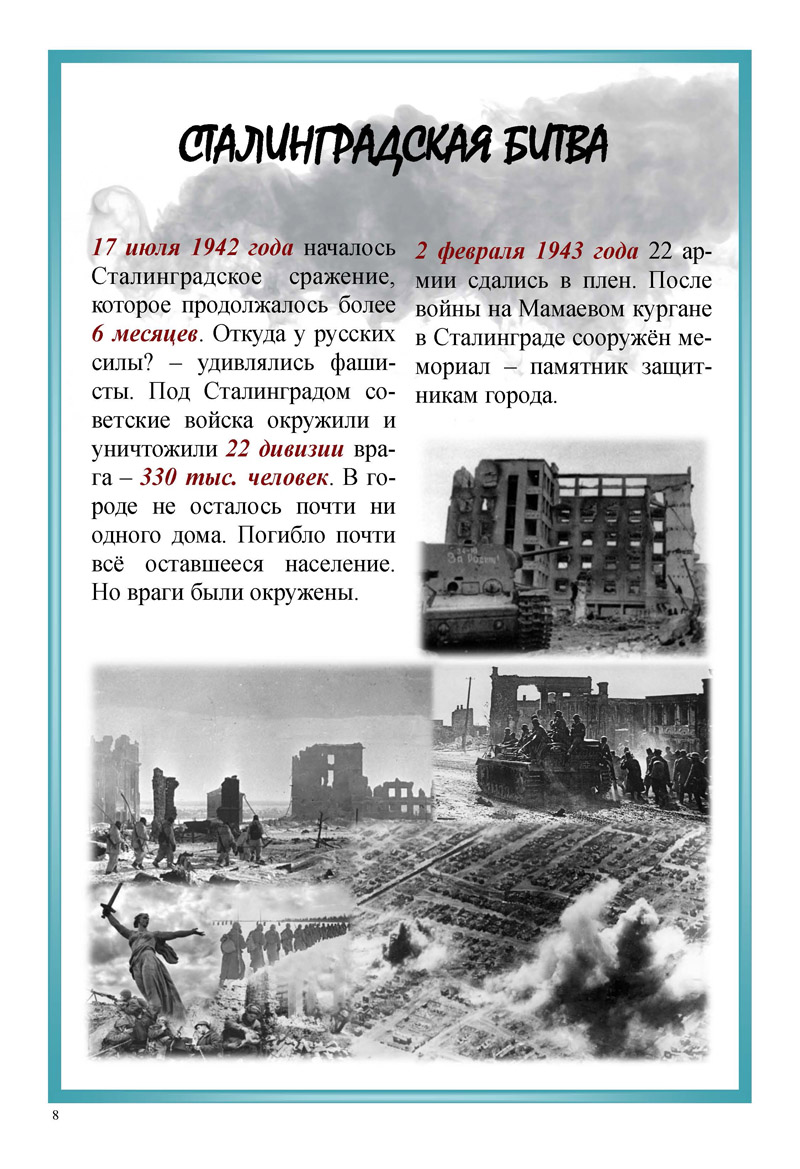 СТАЛИНГРАДСКАЯ БИТВА
17 июля 1942 года началось
Сталинградское сражение,
которое продолжалось более
6 месяцев. Откуда у русских
силы? – удивлялись фаши-
сты. Под Сталинградом со-
ветские войска окружили и
уничтожили 22 дивизии вра-
га – 330 тыс. человек. В го-
роде не осталось почти ни
одного дома. Погибло почти
всё оставшееся население.
Но враги были окружены.
2 февраля 1943 года 22 ар-
мии сдались в плен. После
войны на Мамаевом кургане
в Сталинграде сооружён ме-
мориал – памятник защит-
никам города.
За Родину!
8